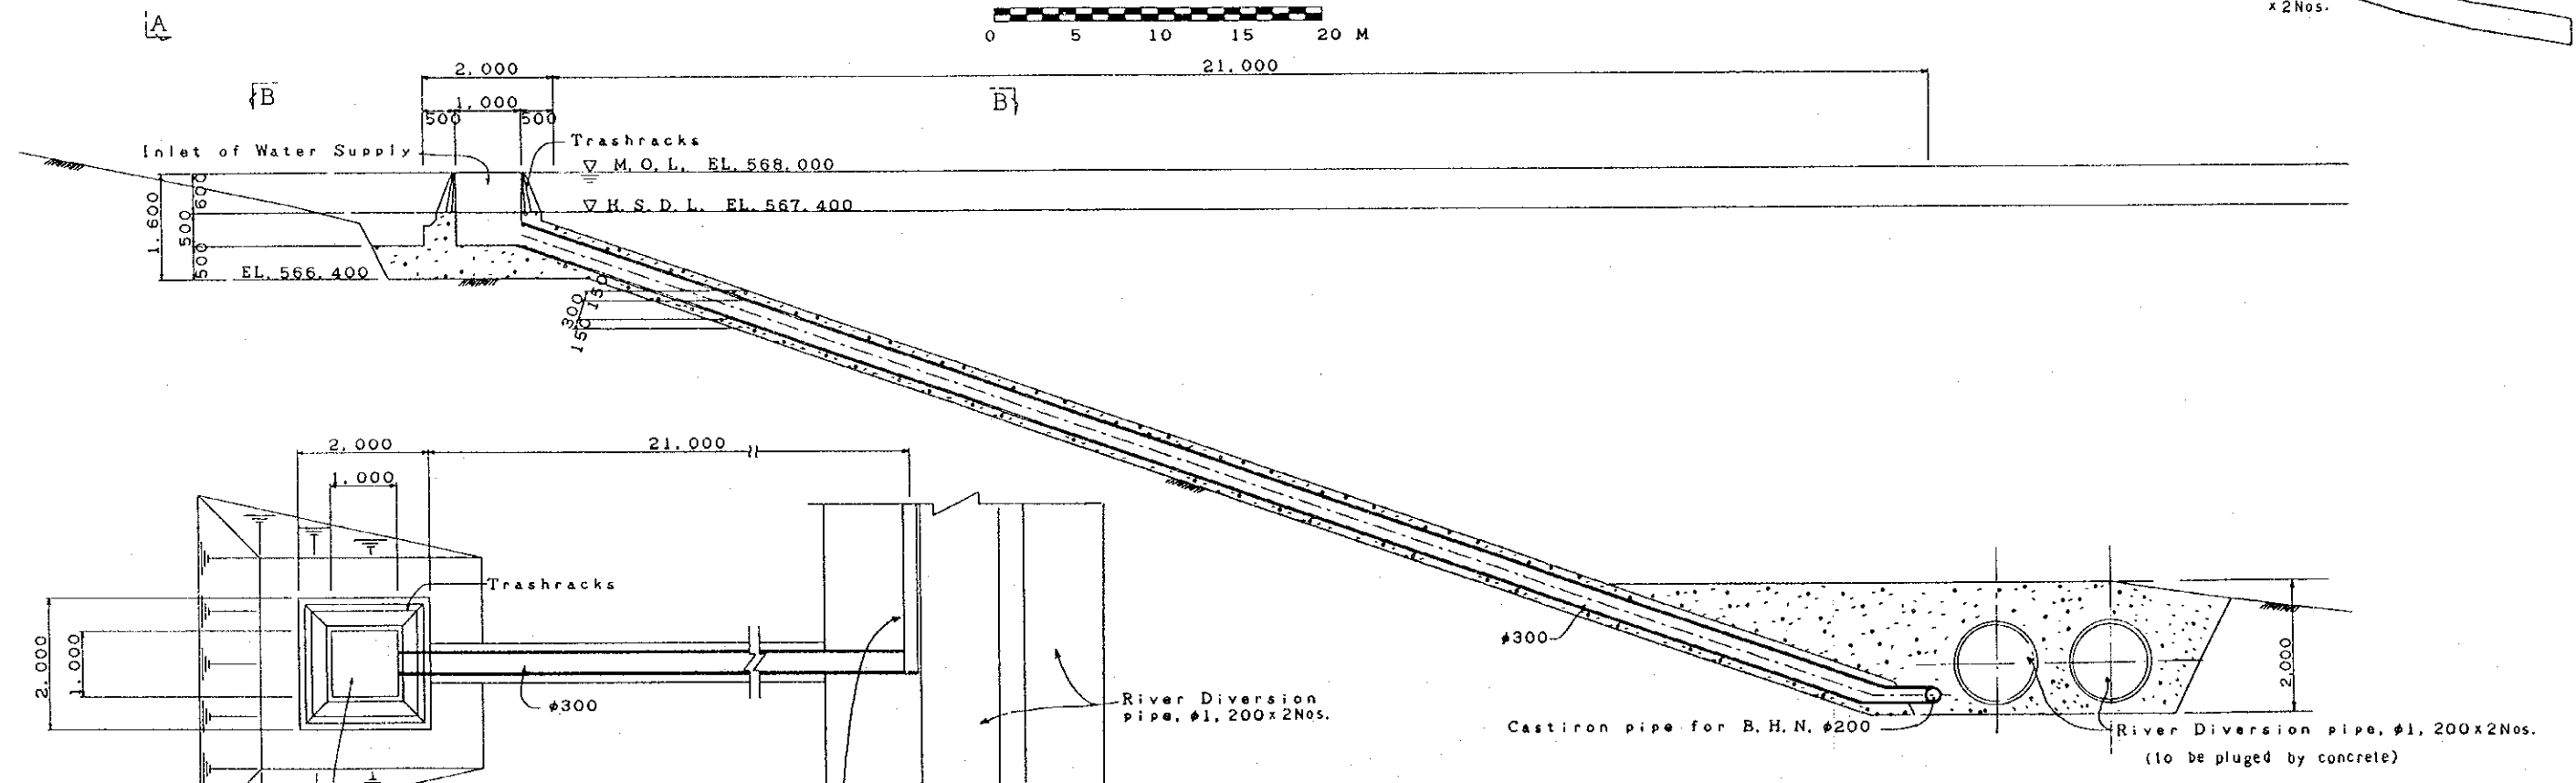 A
0 5 10 15 20 M
x 2Nos.
2,000
21.000
B
1,000
B
500
500
Inlet of Water Supply
Trashracks
M. O. L. EL. 568.000
H. S. D. L. EL. 567.400
1.600
600
500
500
EL. 566.400
150
300
150
2,000
21.000
1.000
Trashracks
2.000
1.000
φ300
River Diversion
pipe, φ1, 200x2Nos.
φ300
2,000
Castiron pipe for B. H. N. φ200
River Diversion pipe, φ1, 200x2Nos.
(to be pluged by concrete)